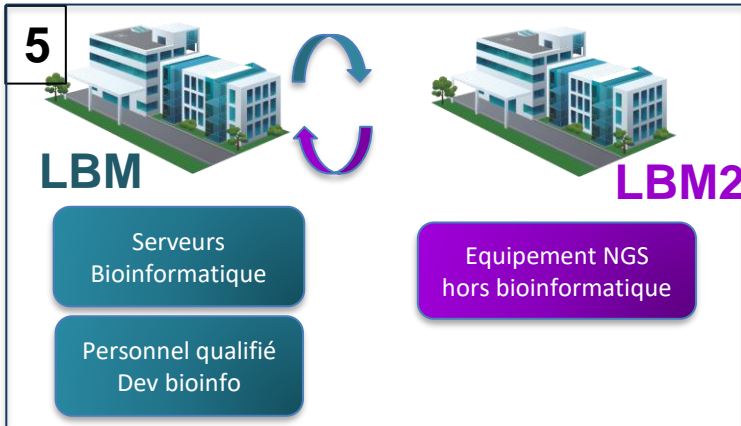 5
LBM
LBM2
Serveurs
Bioinformatique
Equipement NGS
hors bioinformatique
Personnel qualifié
Dev bioinfo